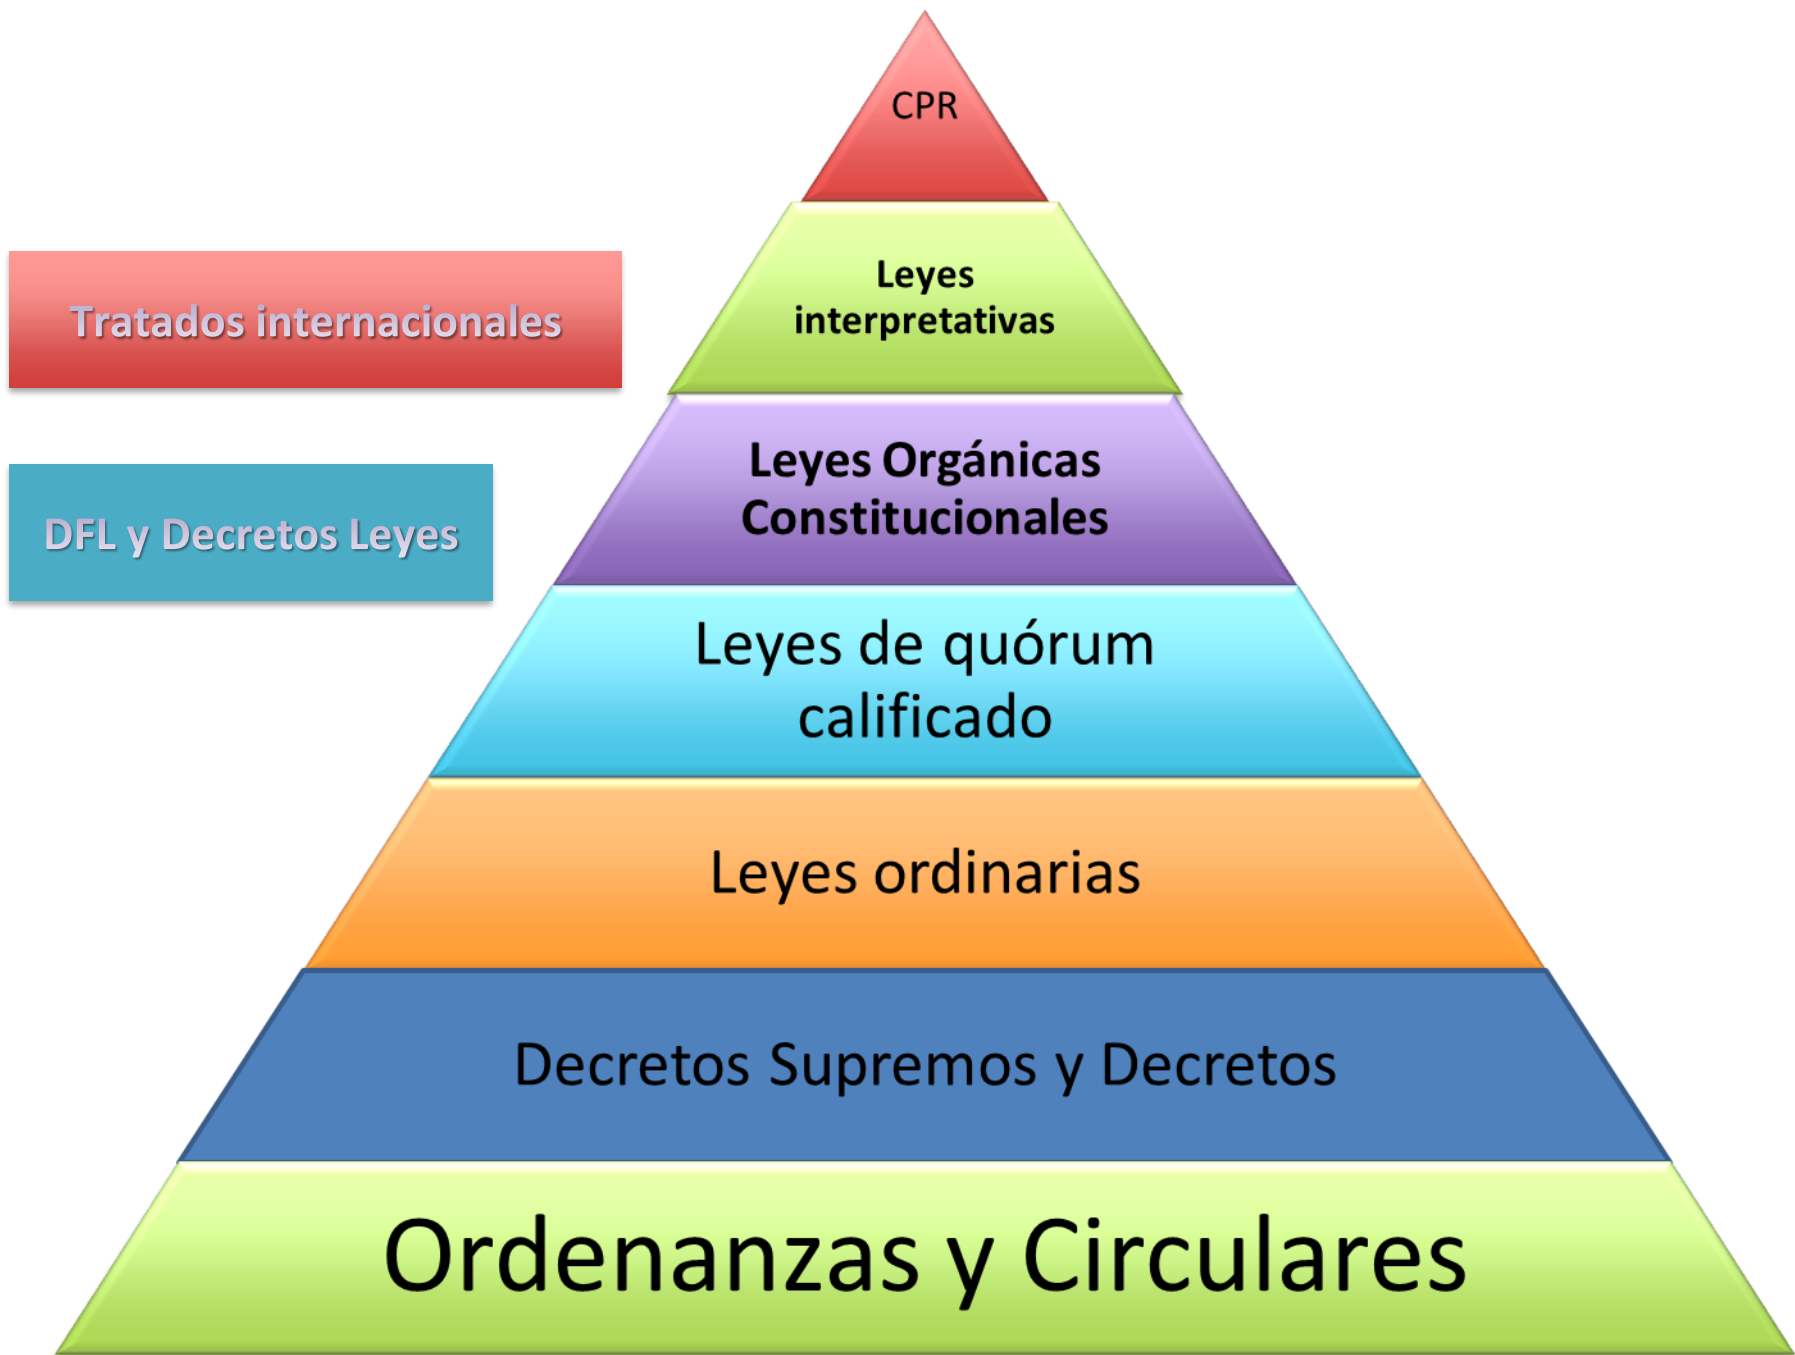 CPR
Leyes
interpretativas
Tratados internacionales
Leyes Orgánicas
Constitucionales
DFL y Decretos Leyes
Leyes de quórum
calificado
Leyes ordinarias
Decretos Supremos y Decretos
Ordenanzas y Circulares